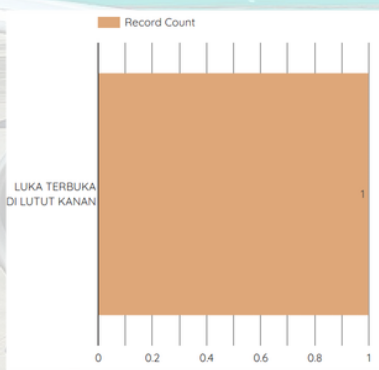 Record Count
LUKA TERBUKA
DI LUTUT KANAN
1
0
0.2
0.4
0.6
0.8
1